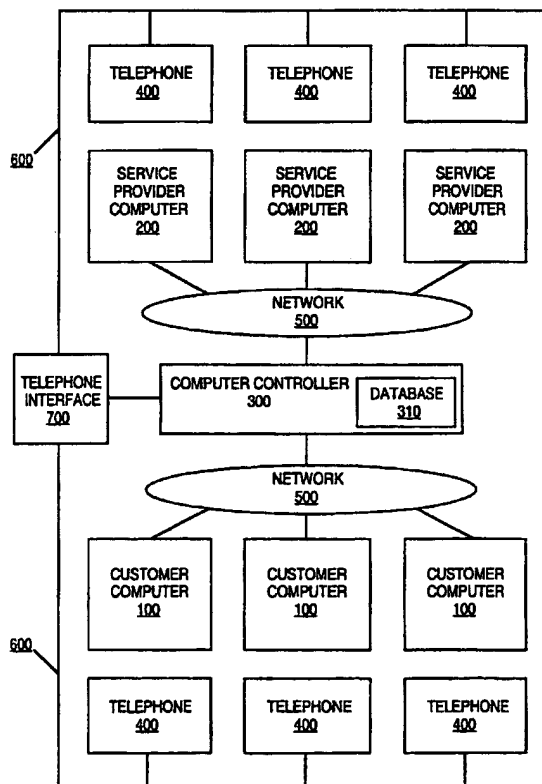 TELEPHONE
400
TELEPHONE
400
TELEPHONE
400
600
SERVICE
PROVIDER
COMPUTER
200
SERVICE
PROVIDER
COMPUTER
200
SERVICE
PROVIDER
COMPUTER
200
NETWORK
500
TELEPHONE
INTERFACE
700
COMPUTER CONTROLLER
300
DATABASE
310
NETWORK
500
CUSTOMER
COMPUTER
100
CUSTOMER
COMPUTER
100
CUSTOMER
COMPUTER
100
600
TELEPHONE
400
TELEPHONE
400
TELEPHONE
400